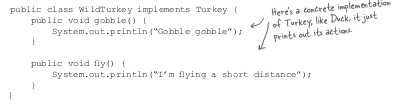 public class WildTurkey implements Turkey {
public void gobble() {
System.out.println(“Gobble gobble”);
}
public void fly() {
System.out.println(“I’m flying a short distance”);
}
}
Here’s a concrete implementation
of Turkey; like Duck, it just
prints out its actions.